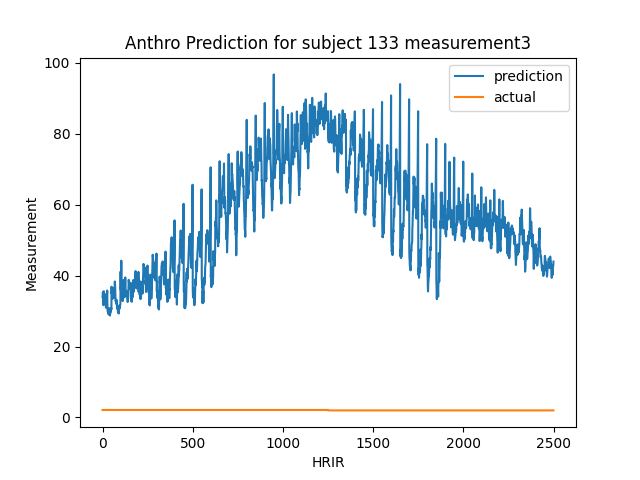 Anthro Prediction for subject 133 measurement3
prediction
actual
100
80
60
40
20
0
Measurement
0
500
1000
1500
2000
2500
HRIR